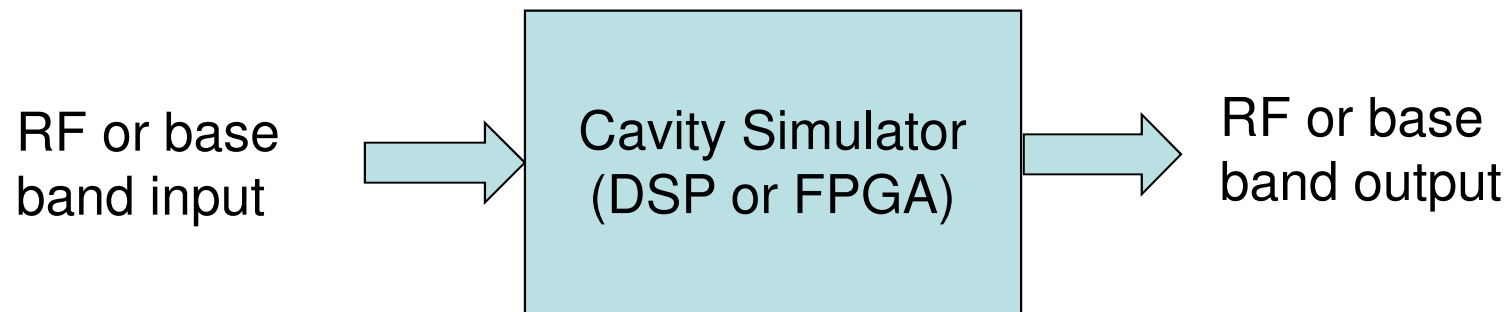 RF or base
band input
Cavity Simulator
(DSP or FPGA)
RF or base
band output